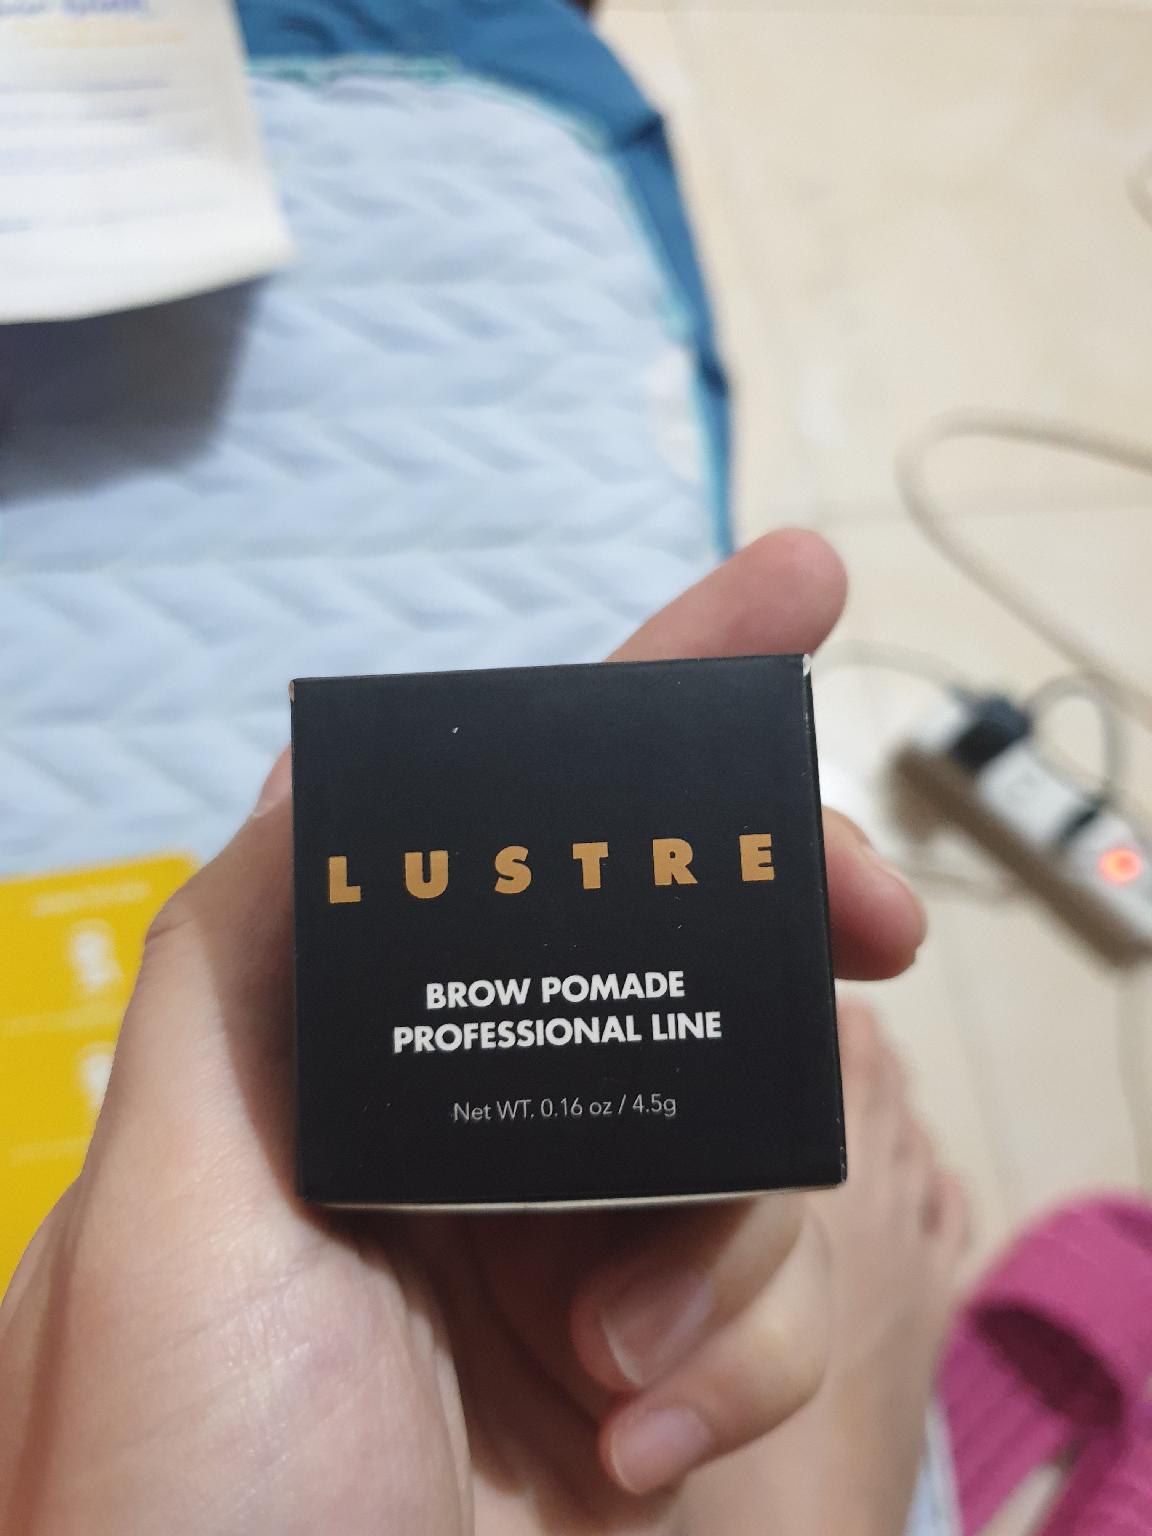 LUSTRE
BROW POMADE
PROFESSIONAL LINE
Net WT. 0.16 oz / 4.5g